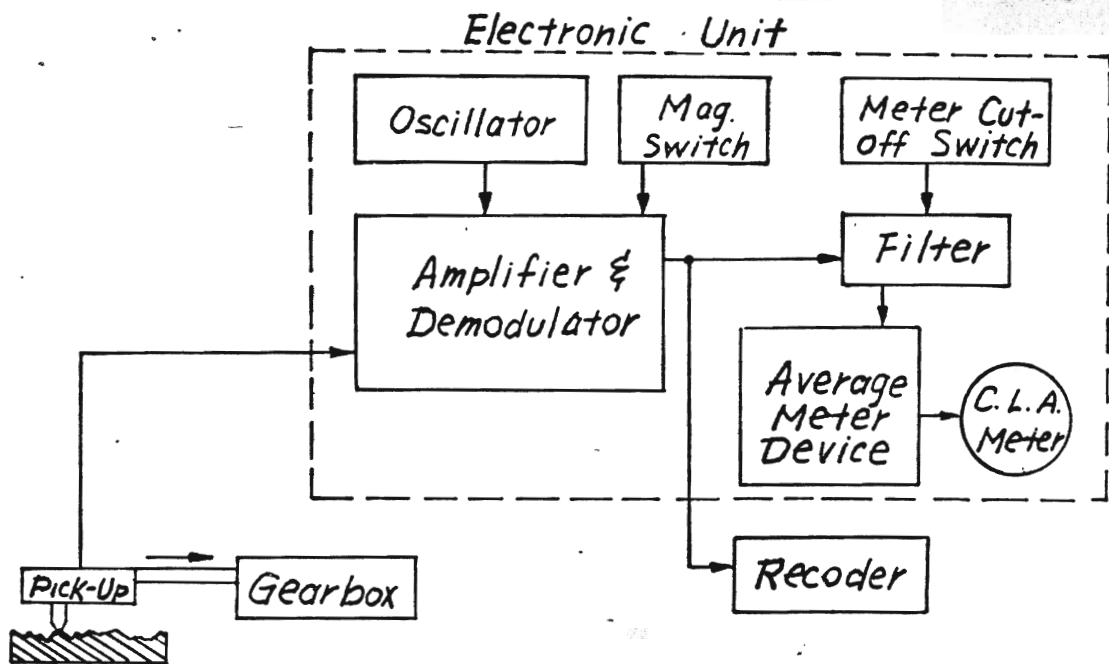 Electronic Unit
Oscillator
Mag.
Switch
Meter Cut-
off Switch
Amplifier &
Demodulator
Filter
Average
Meter
Device
C. L. A.
Meter
Pick-Up
Gearbox
Recoder